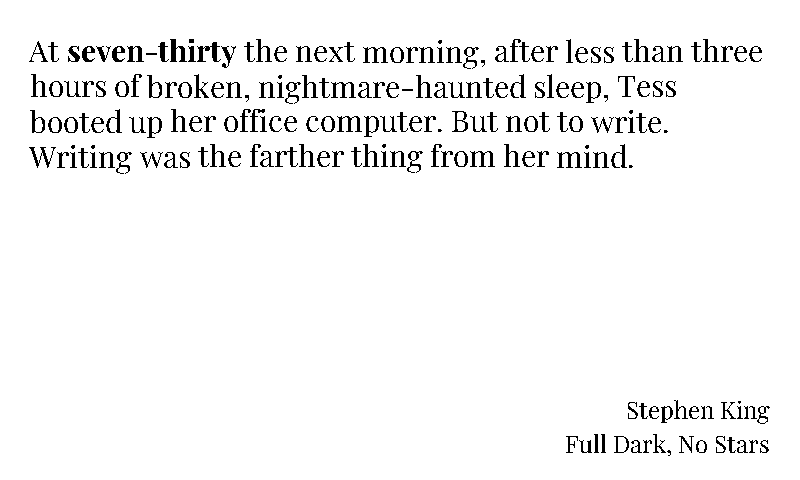 At seven-thirty the next morning, after less than three
hours of broken, nightmare-haunted sleep, Tess
booted up her office computer. But not to write.
Writing was the farther thing from her mind.
Stephen King
Full Dark, No Stars